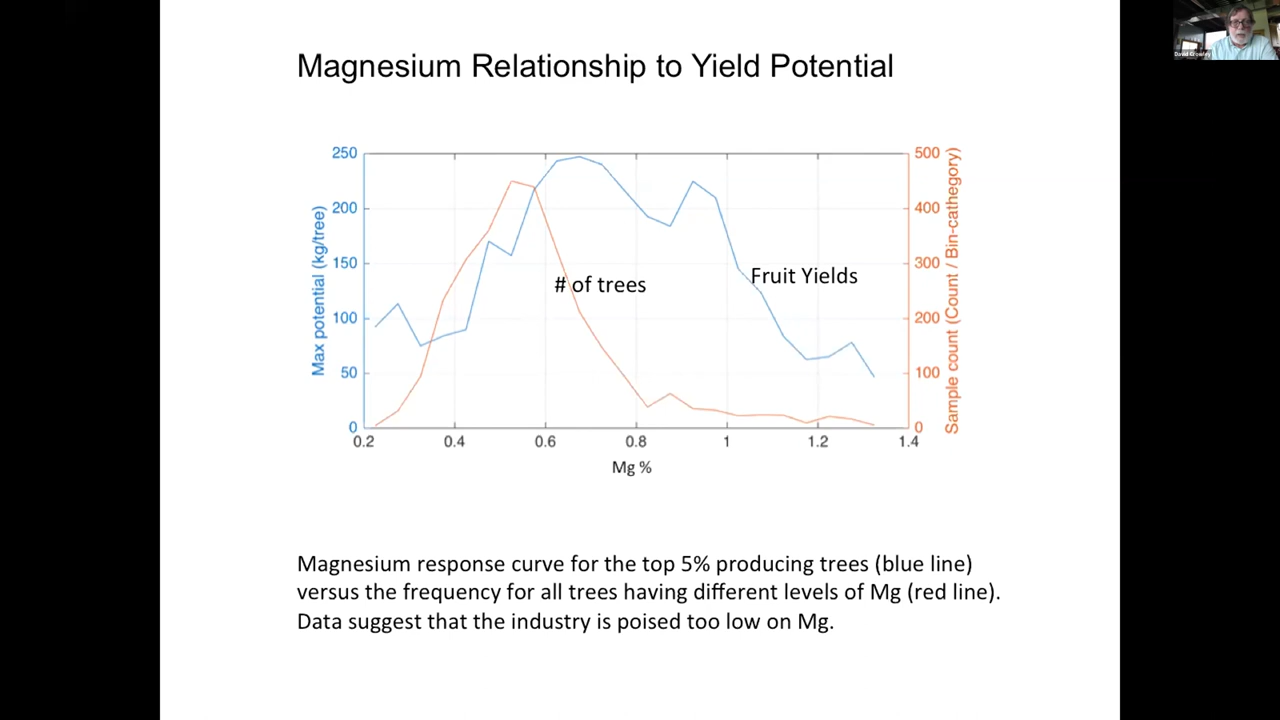 David Crowley
Magnesium Relationship to Yield Potential
250
200
150
100
50
0
Max potential (kg/tree)
500
400
300
200
100
0
Sample count (Count / Bin-cathegory)
# of trees
Fruit Yields
0.2 0.4 0.6 0.8 1 1.2 1.4
Mg %
Magnesium response curve for the top 5% producing trees (blue line)
versus the frequency for all trees having different levels of Mg (red line).
Data suggest that the industry is poised too low on Mg.